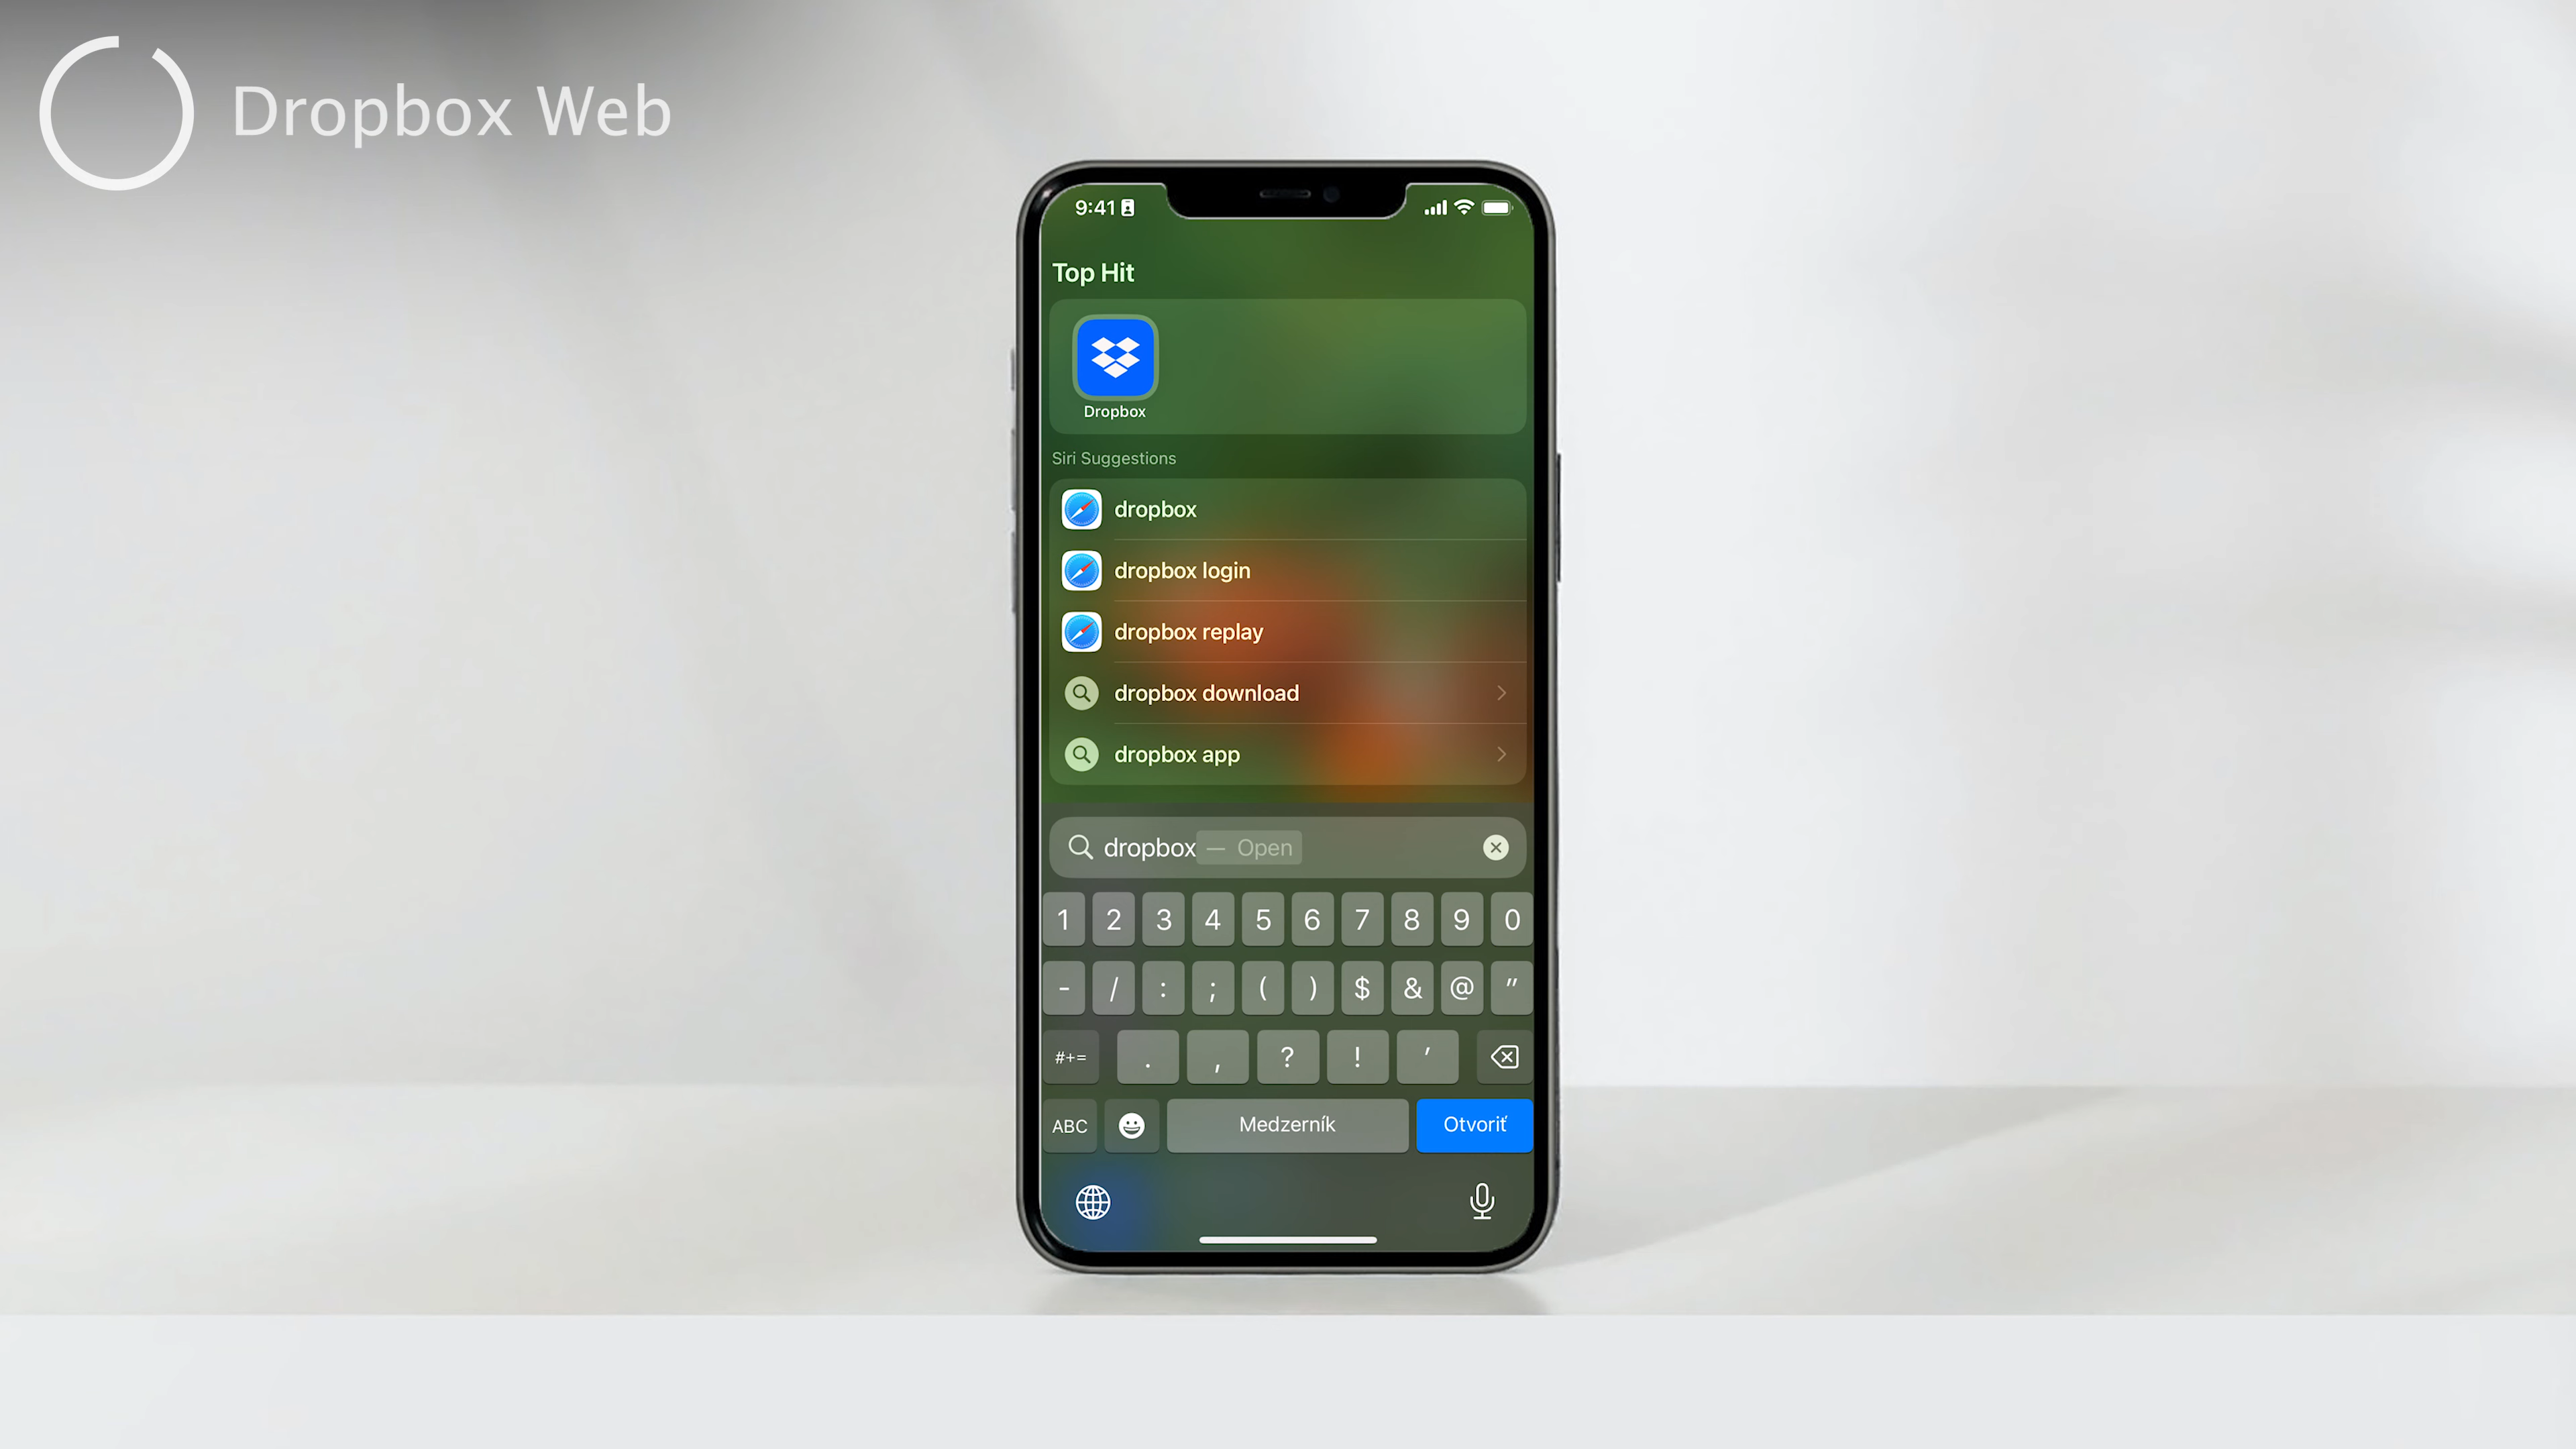 Dropbox Web
9:41
Top Hit
Dropbox
Siri Suggestions
dropbox
dropbox login
dropbox replay
dropbox download
dropbox app
dropbox — Open
1 2 3 4 5 6 7 8 9 0
- / : ; ( ) $ & @ "
#+= . , ? ! '
ABC Medzerník Otvoriť